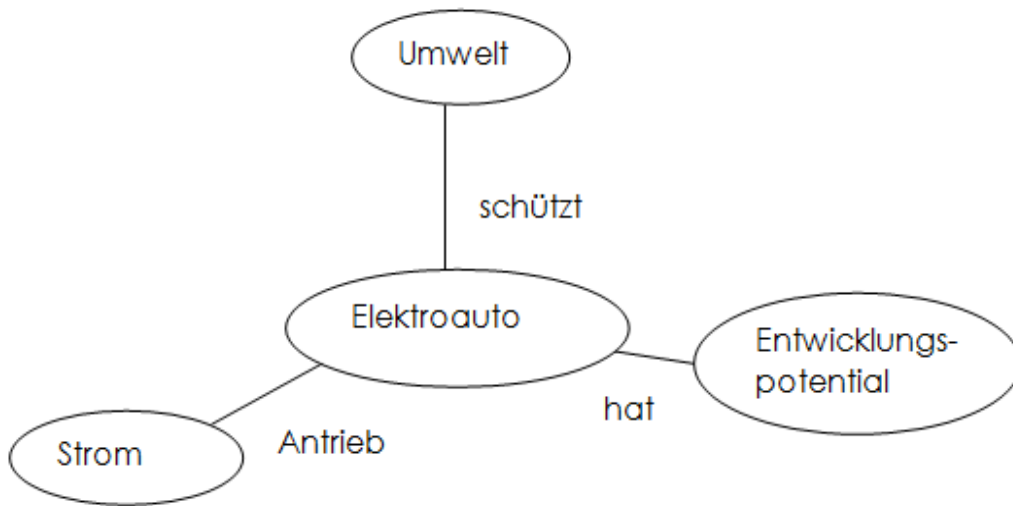 Umwelt
schützt
Elektroauto
Entwicklungs-
potential
hat
Antrieb
Strom